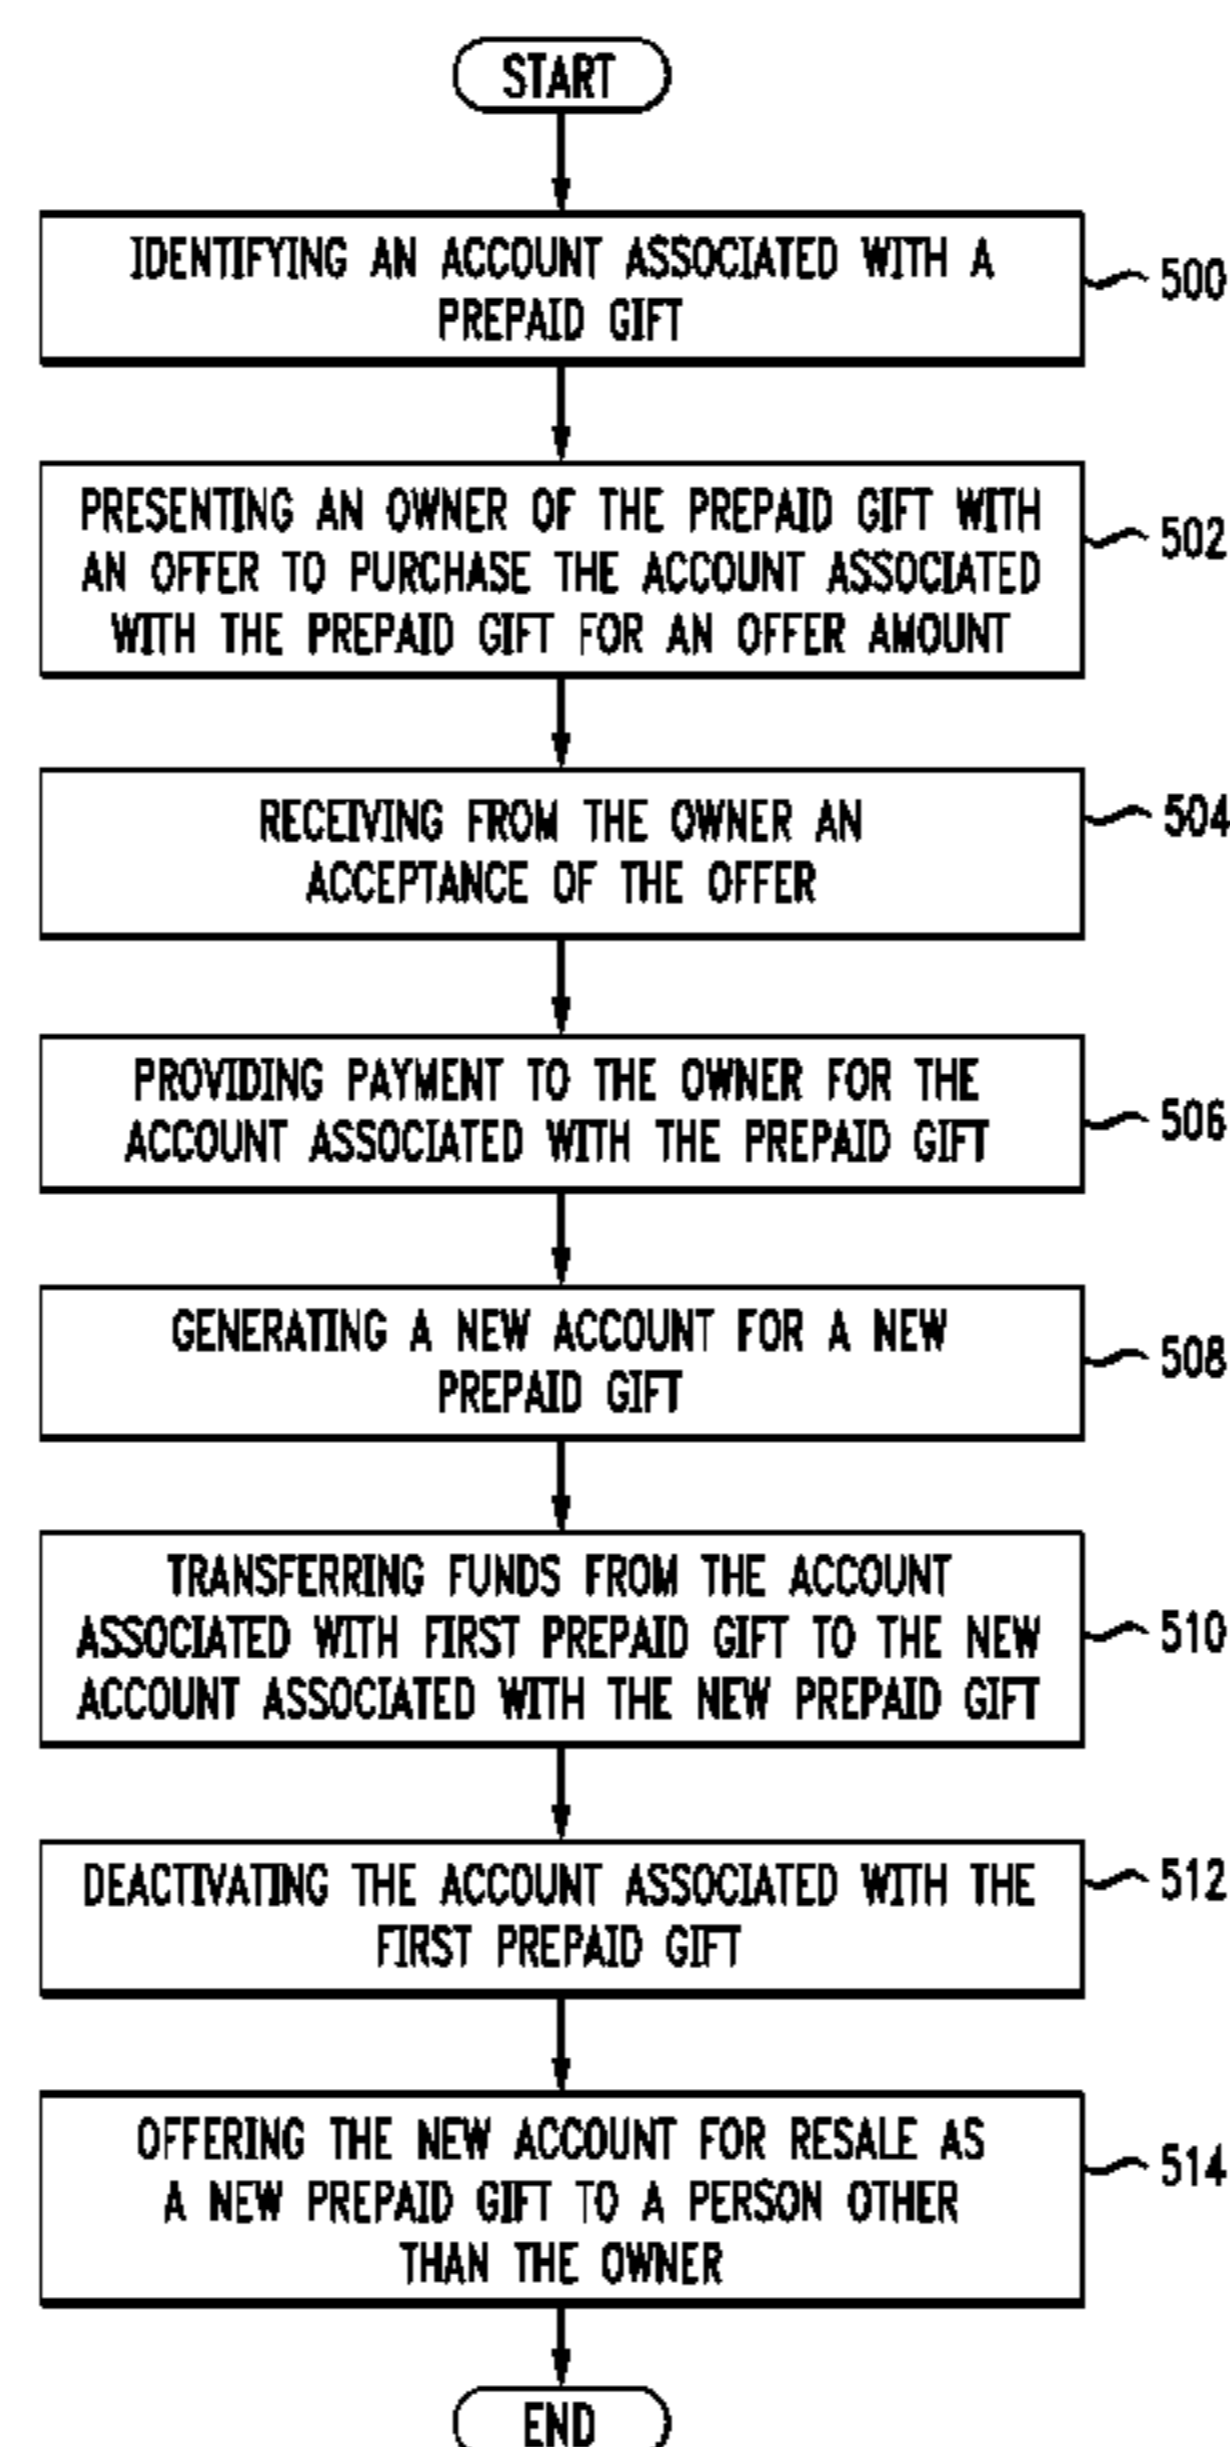 START
IDENTIFYING AN ACCOUNT ASSOCIATED WITH A
PREPAID GIFT
500
PRESENTING AN OWNER OF THE PREPAID GIFT WITH
AN OFFER TO PURCHASE THE ACCOUNT ASSOCIATED
WITH THE PREPAID GIFT FOR AN OFFER AMOUNT
502
RECEIVING FROM THE OWNER AN
ACCEPTANCE OF THE OFFER
504
PROVIDING PAYMENT TO THE OWNER FOR THE
ACCOUNT ASSOCIATED WITH THE PREPAID GIFT
506
GENERATING A NEW ACCOUNT FOR A NEW
PREPAID GIFT
508
TRANSFERRING FUNDS FROM THE ACCOUNT
ASSOCIATED WITH FIRST PREPAID GIFT TO THE NEW
ACCOUNT ASSOCIATED WITH THE NEW PREPAID GIFT
510
DEACTIVATING THE ACCOUNT ASSOCIATED WITH THE
FIRST PREPAID GIFT
512
OFFERING THE NEW ACCOUNT FOR RESALE AS
A NEW PREPAID GIFT TO A PERSON OTHER
THAN THE OWNER
514
END